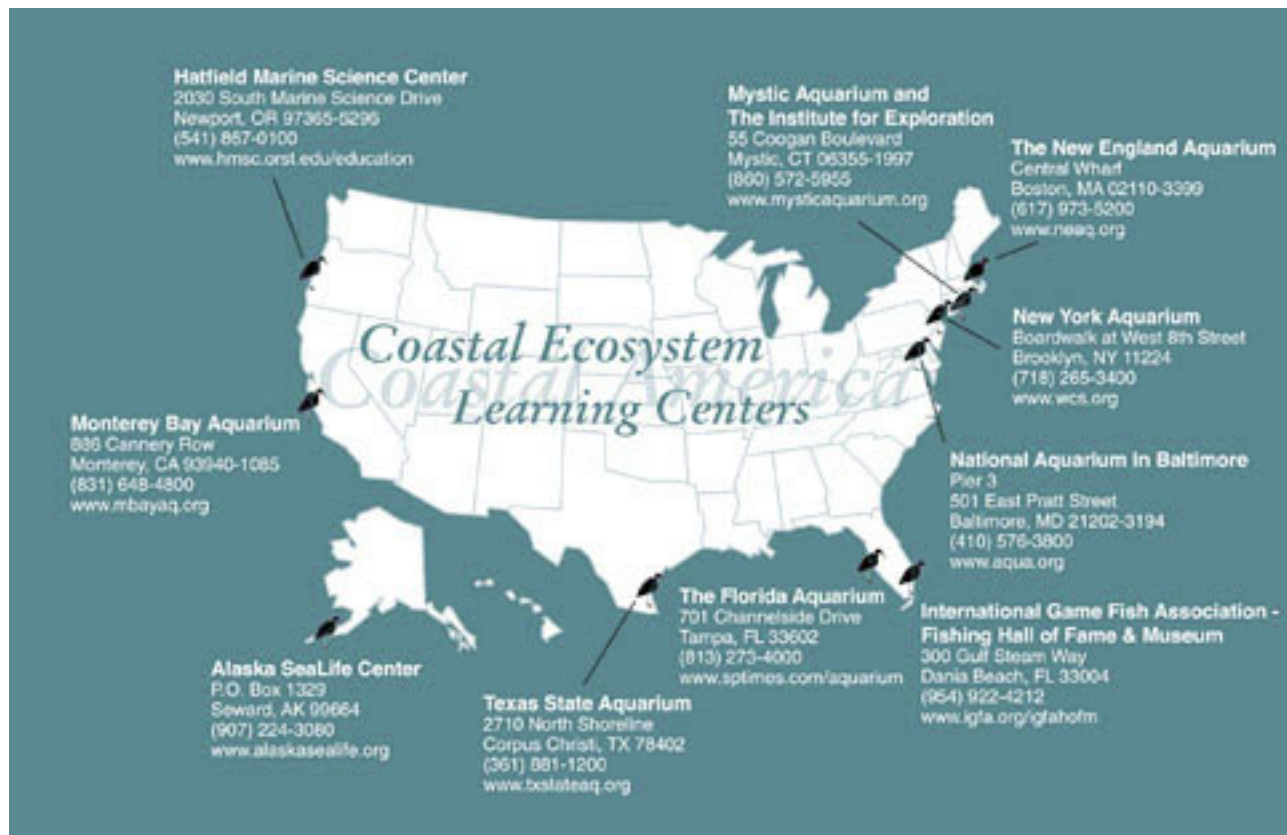 Hatfield Marine Science Center
2030 South Marine Science Drive
Newport, OR 97365-5296
(541) 867-0100
www.hmsc.orst.edu/education
Mystic Aquarium and
The Institute for Exploration
55 Coogan Boulevard
Mystic, CT 06355-1997
(860) 572-5955
www.mysticaquarium.org
The New England Aquarium
Central Wharf
Boston, MA 02110-3399
(617) 973-5200
www.neaq.org
New York Aquarium
Boardwalk at West 8th Street
Brooklyn, NY 11224
(718) 265-3400
www.wcs.org
Coastal Ecosystem
Coastal America
Learning Centers
Monterey Bay Aquarium
886 Cannery Row
Monterey, CA 93940-1085
(831) 648-4800
www.mbayaq.org
National Aquarium in Baltimore
Pier 3
501 East Pratt Street
Baltimore, MD 21202-3194
(410) 576-3800
www.aqua.org
The Florida Aquarium
701 Channelside Drive
Tampa, FL 33602
(813) 273-4000
www.sptimes.com/aquarium
International Game Fish Association -
Fishing Hall of Fame & Museum
300 Gulf Steam Way
Dania Beach, FL 33004
(954) 922-4212
www.igfa.org/igfahofm
Alaska SeaLife Center
P.O. Box 1329
Seward, AK 99664
(907) 224-3080
www.alaskasealife.org
Texas State Aquarium
2710 North Shoreline
Corpus Christi, TX 78402
(361) 881-1200
www.txstateaq.org